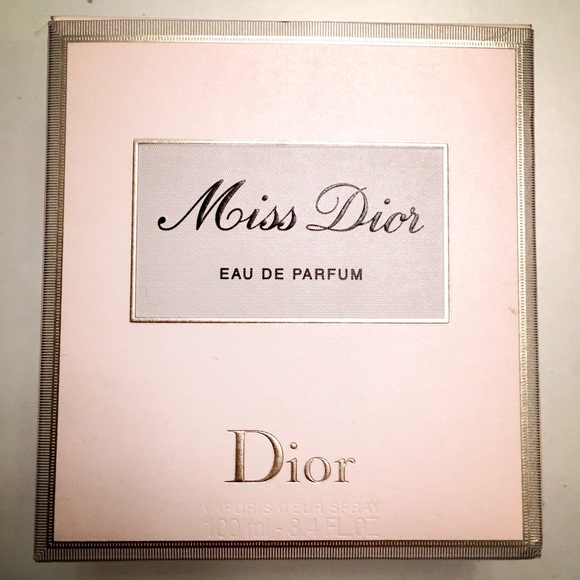 Miss Dior
EAU DE PARFUM
Dior
VAPORISATEUR SPRAY
100 ml - 3.4 FL.OZ